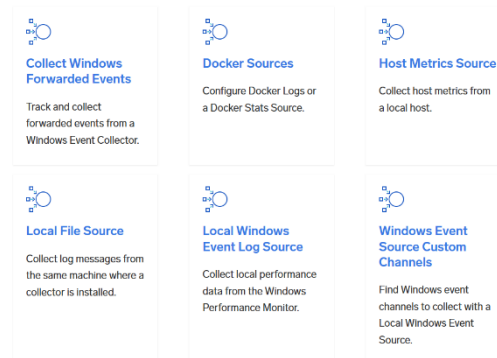 Collect Windows
Forwarded Events
Track and collect
forwarded events from a
Windows Event Collector.
Docker Sources
Configure Docker Logs or
a Docker Stats Source.
Host Metrics Source
Collect host metrics from
a local host.
Local File Source
Collect log messages from
the same machine where a
collector is installed.
Local Windows
Event Log Source
Collect local performance
data from the Windows
Performance Monitor.
Windows Event
Source Custom
Channels
Find Windows event
channels to collect with a
Local Windows Event
Source.